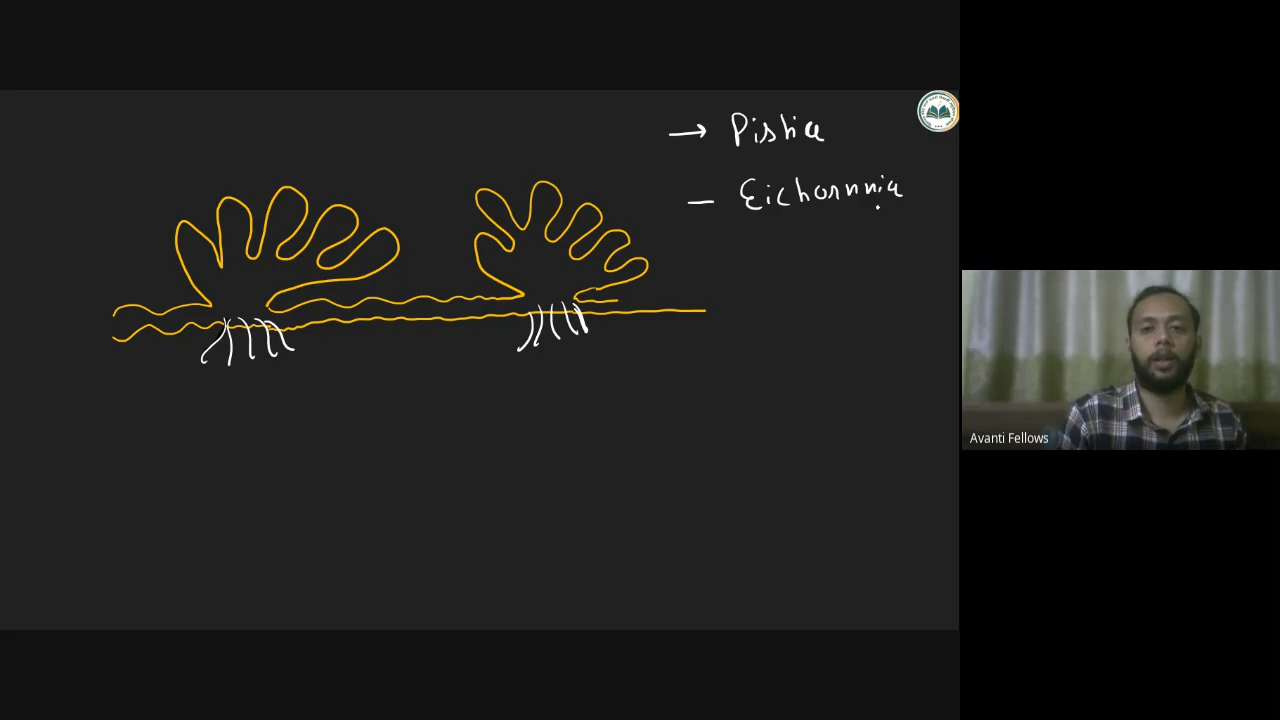 → Pistia
— Eichornnia
Avanti Fellows